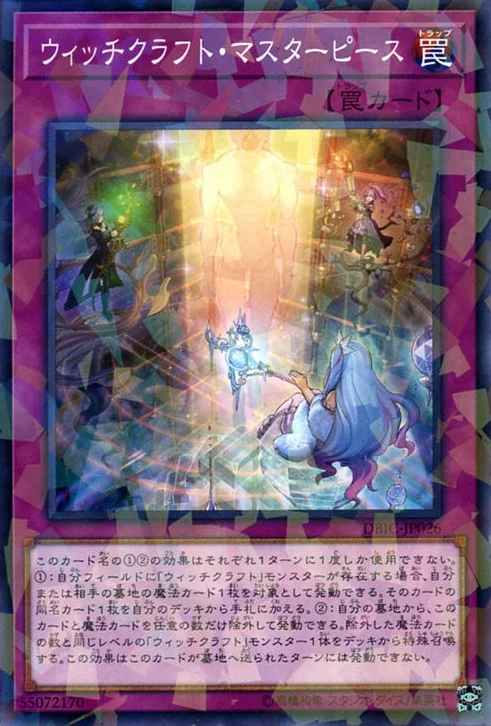 ウィッチクラフト・マスターピース 罠
トラップ
【罠カード】
DBIC-JP026
このカード名の①②の効果はそれぞれ1ターンに1度しか使用できない。
①:自分フィールドに「ウィッチクラフト」モンスターが存在する場合、自分
または相手の墓地の魔法カード1枚を対象として発動できる。そのカードの
同名カード1枚を自分のデッキから手札に加える。②:自分の墓地から、この
カードと魔法カードを任意の数だけ除外して発動できる。除外した魔法カード
の数と同じレベルの「ウィッチクラフト」モンスター1体をデッキから特殊召喚
する。この効果はこのカードが墓地へ送られたターンには発動できない。
55072170
©高橋和希 スタジオ・ダイス/集英社